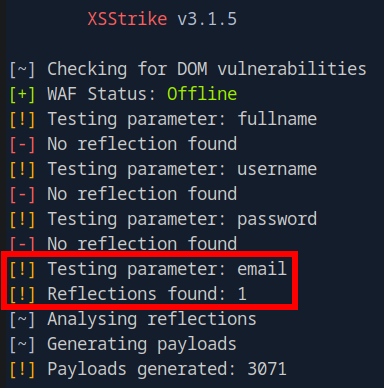 XSStrike v3.1.5
[~] Checking for DOM vulnerabilities
[+] WAF Status: Offline
[!] Testing parameter: fullname
[-] No reflection found
[!] Testing parameter: username
[-] No reflection found
[!] Testing parameter: password
[-] No reflection found
[!] Testing parameter: email
[!] Reflections found: 1
[~] Analysing reflections
[~] Generating payloads
[!] Payloads generated: 3071